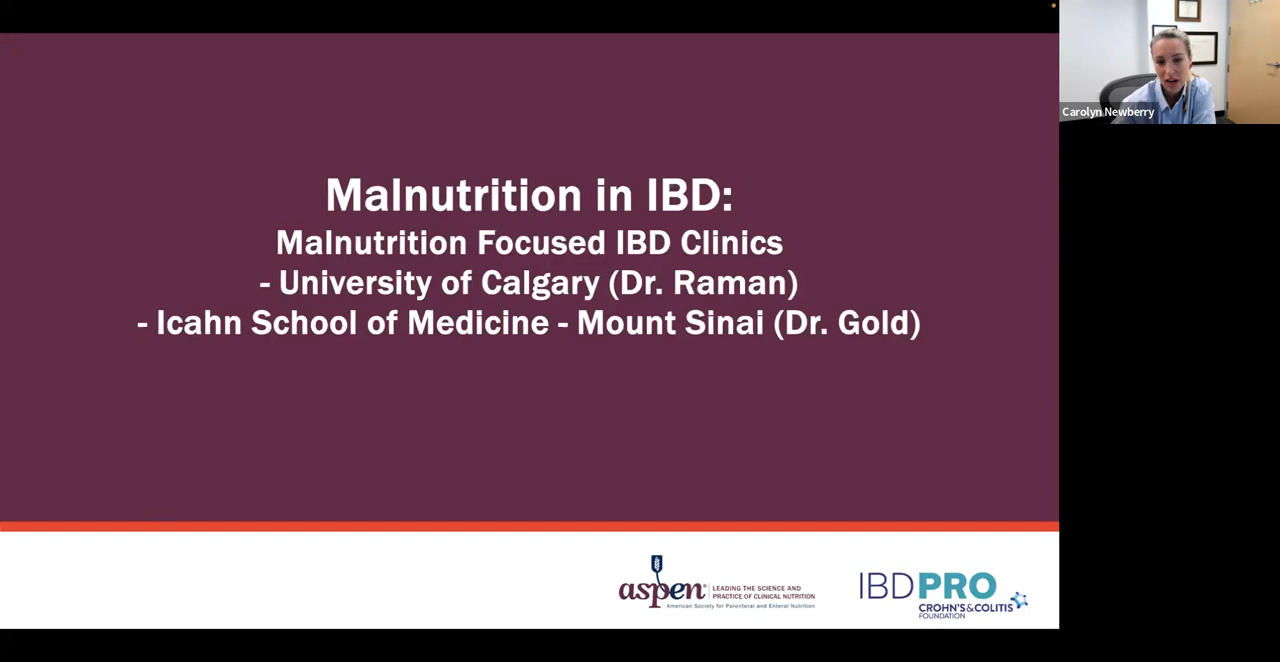 Carolyn Newberry
Malnutrition in IBD:
Malnutrition Focused IBD Clinics
- University of Calgary (Dr. Raman)
- Icahn School of Medicine - Mount Sinai (Dr. Gold)
aspen®
LEADING THE SCIENCE AND
PRACTICE OF CLINICAL NUTRITION
American Society for Parenteral and Enteral Nutrition
IBDPRO
CROHN'S & COLITIS
FOUNDATION